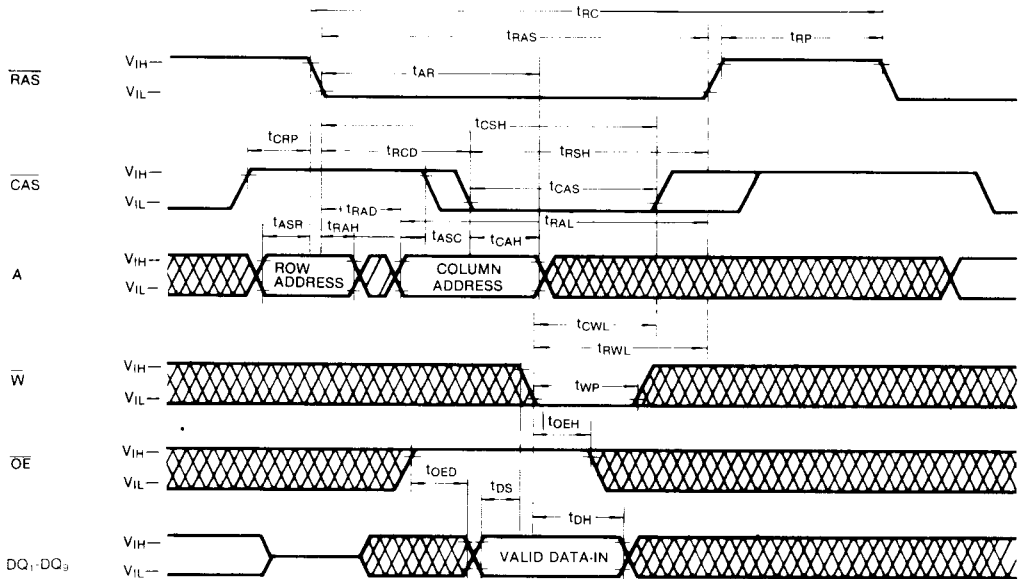 tRC
tRAS
tRP
RAS
VIH—
VIL—
tAR
tCSH
tCRP
tRCD
tRSH
CAS
VIH—
VIL—
tCAS
tRAD
tRAL
tASR
tRAH
tASC
tCAH
A
VIH—
VIL—
ROW ADDRESS
COLUMN ADDRESS
tCWL
tRWL
W
VIH—
VIL—
tWP
tOEH
OE
VIH—
VIL—
tOED
tDS
tDH
DQ1-DQ9
VIH—
VIL—
VALID DATA-IN